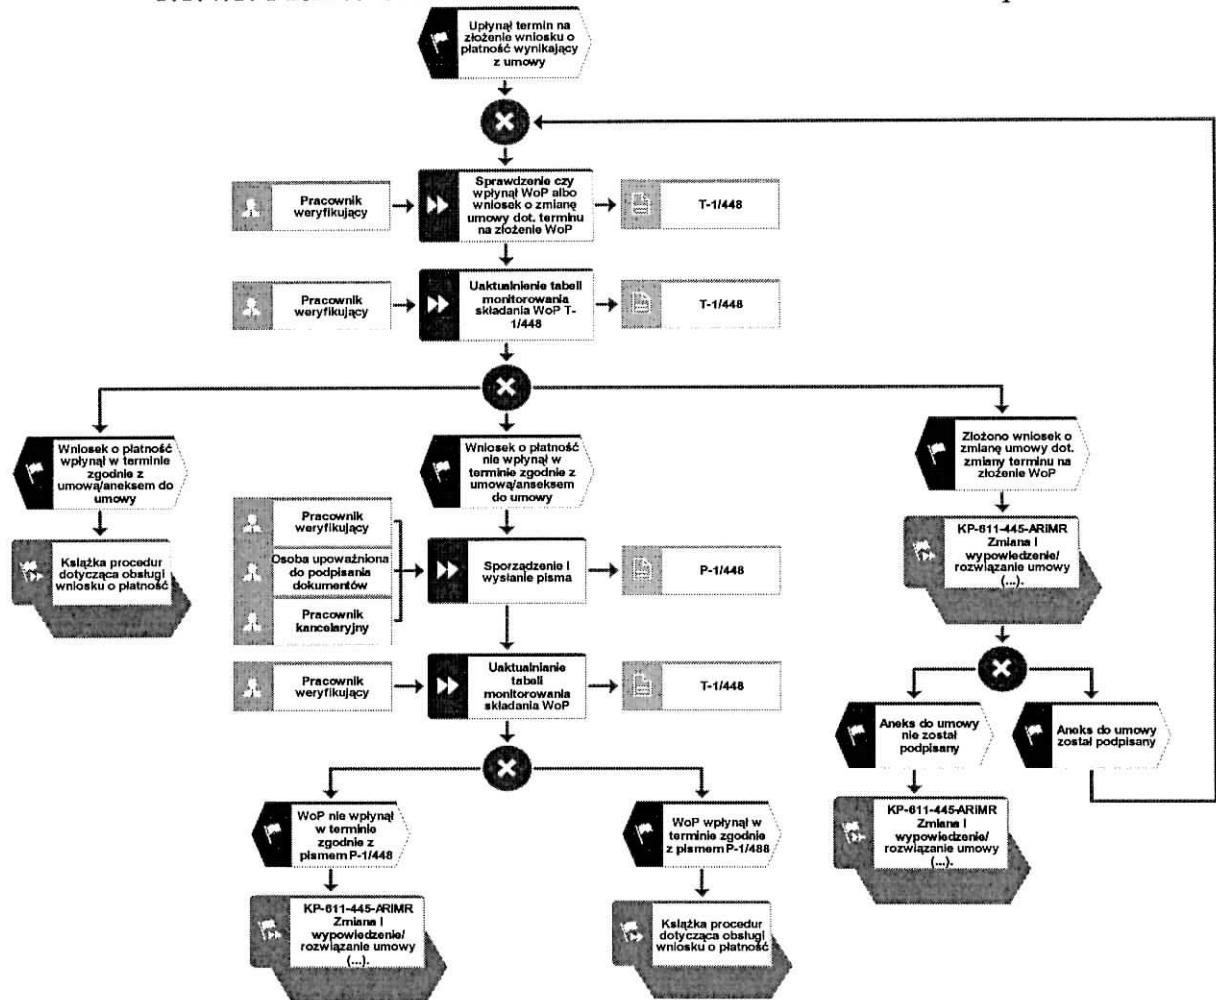 Upłynął termin na
złożenie wniosku o
płatność wynikający
z umowy
Pracownik
weryfikujący
Sprawdzenie czy
wpłynął WoP albo
wniosek o zmianę
umowy dot. terminu
na złożenie WoP
T-1/448
Pracownik
weryfikujący
Uaktualnienie tabeli
monitorowania
składania WoP T-
1/448
T-1/448
Wniosek o płatność
wpłynął w terminie
zgodnie z
umową/aneksem do
umowy
Wniosek o płatność
nie wpłynął w
terminie zgodnie z
umową/anseksem
do umowy
Złożono wniosek o
zmianę umowy dot.
zmiany terminu na
złożenie WoP
Książka procedur
dotycząca obsługi
wniosku o płatność
Pracownik
weryfikujący
Osoba upoważniona
do podpisania
dokumentów
Pracownik
kancelaryjny
Sporządzenie i
wysłanie pisma
P-1/448
KP-611-445-ARiMR
Zmiana i
wypowiedzenie/
rozwiązanie umowy
(...).
Pracownik
weryfikujący
Uaktualnianie
tabeli
monitorowania
składania WoP
T-1/448
Aneks do umowy
nie został
podpisany
Aneks do umowy
został podpisany
WoP nie wpłynął
w terminie
zgodnie z
pismem P-1/448
WoP wpłynął w
terminie zgodnie
z pismem P-1/488
KP-611-445-ARiMR
Zmiana i
wypowiedzenie/
rozwiązanie umowy
(...).
KP-611-445-ARiMR
Zmiana i
wypowiedzenie/
rozwiązanie umowy
(...).
Książka procedur
dotycząca obsługi
wniosku o płatność